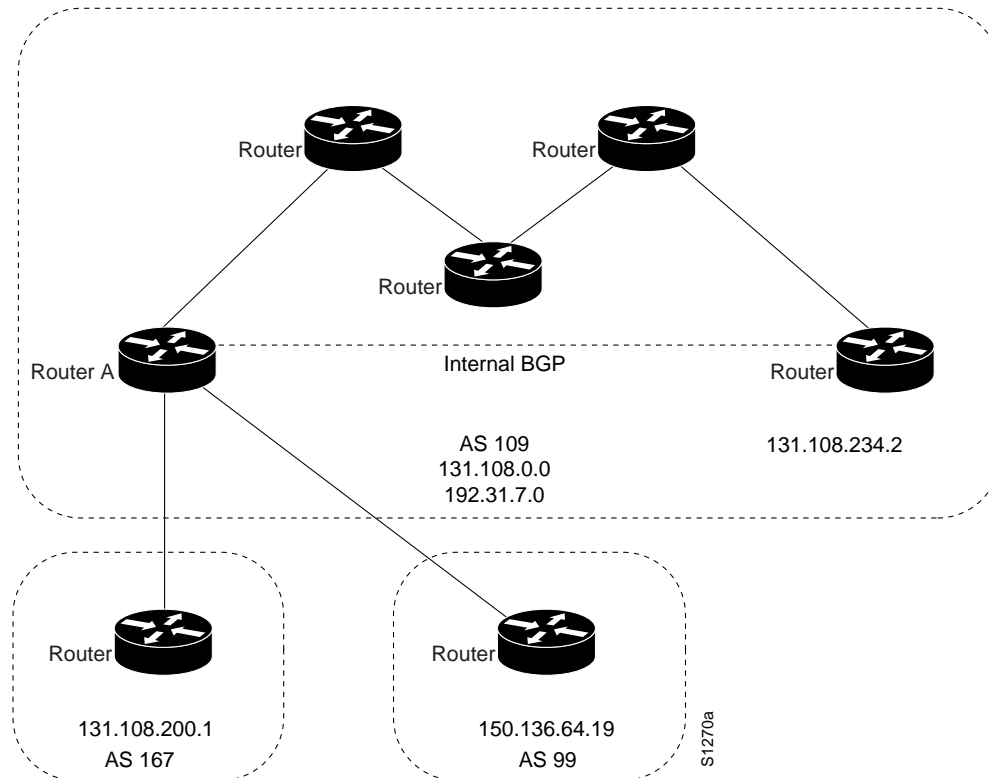 Router
Router
Router
Internal BGP
Router A
Router
AS 109
131.108.0.0
192.31.7.0
131.108.234.2
Router
Router
131.108.200.1
AS 167
150.136.64.19
AS 99
S1270a